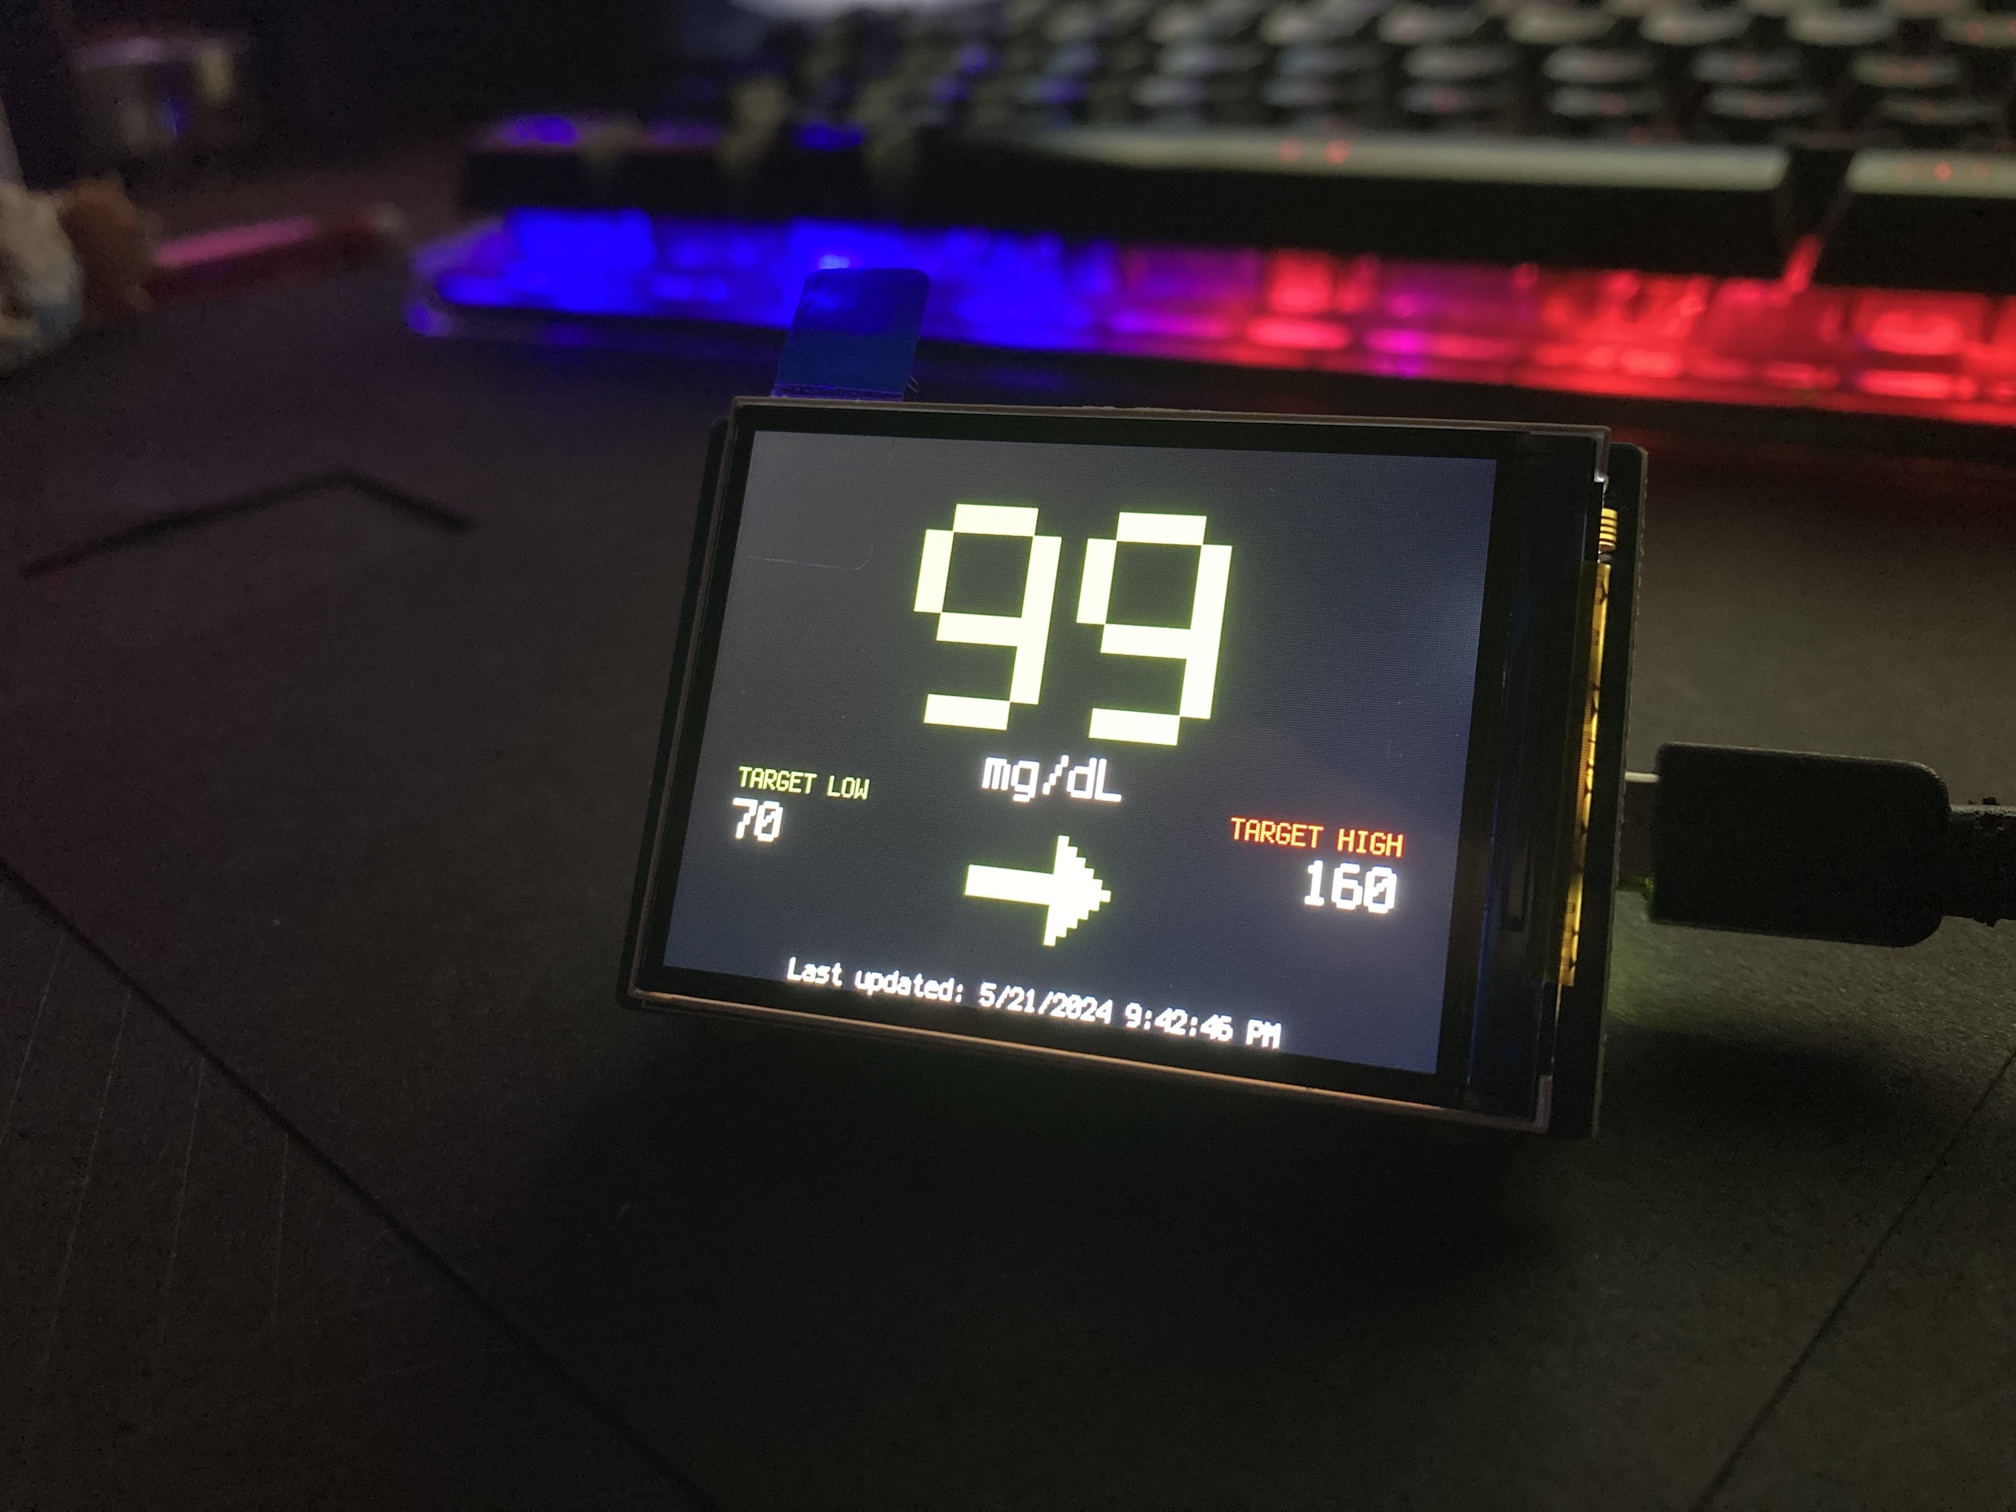 99
mg/dL
TARGET LOW
70
TARGET HIGH
160
Last updated: 5/21/2024 9:42:46 PM